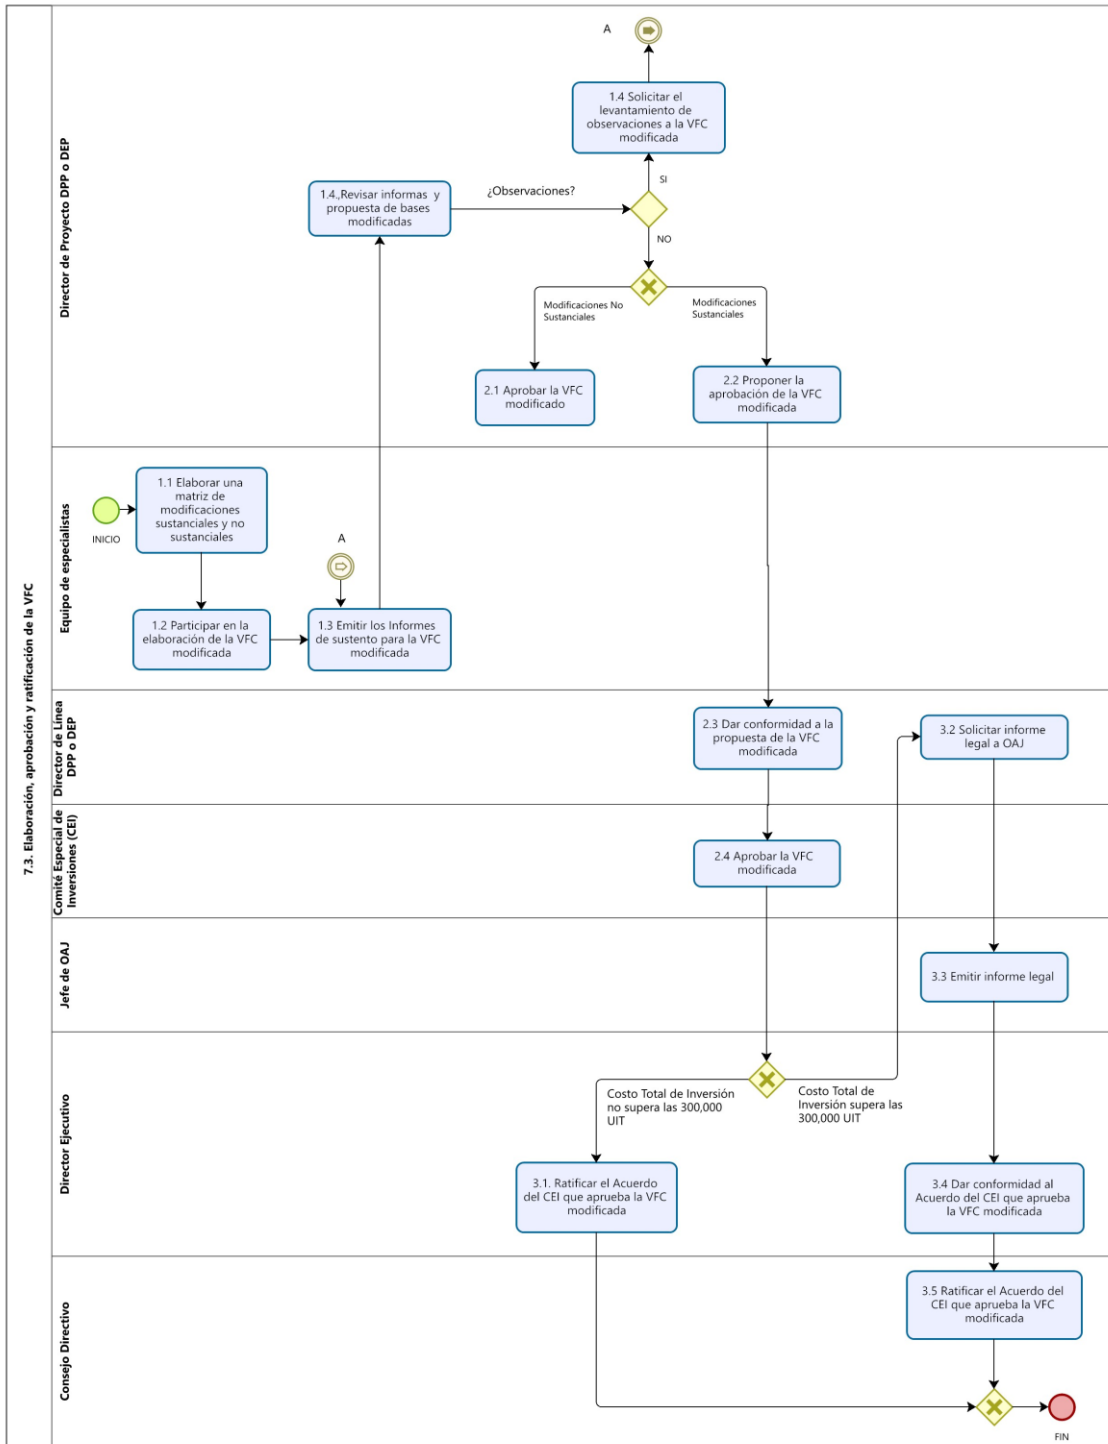 7.3. Elaboración, aprobación y ratificación de la VFC
Director de Proyecto DPP o DEP
A
1.4 Solicitar el
levantamiento de
observaciones a la VFC
modificada
SI
1.4.,Revisar informas y
propuesta de bases
modificadas
¿Observaciones?
NO
Modificaciones No
Sustanciales
Modificaciones
Sustanciales
2.1 Aprobar la VFC
modificado
2.2 Proponer la
aprobación de la VFC
modificada
Equipo de especialistas
INICIO
1.1 Elaborar una
matriz de
modificaciones
sustanciales y no
sustanciales
A
1.2 Participar en la
elaboración de la VFC
modificada
1.3 Emitir los Informes
de sustento para la VFC
modificada
Director de Línea
DPP o DEP
2.3 Dar conformidad a la
propuesta de la VFC
modificada
3.2 Solicitar informe
legal a OAJ
Comité Especial de
Inversiones (CEI)
2.4 Aprobar la VFC
modificada
Jefe de OAJ
3.3 Emitir informe legal
Director Ejecutivo
Costo Total de Inversión
no supera las 300,000
UIT
Costo Total de
Inversión supera las
300,000 UIT
3.1. Ratificar el Acuerdo
del CEI que aprueba la VFC
modificada
3.4 Dar conformidad al
Acuerdo del CEI que aprueba
la VFC modificada
Consejo Directivo
3.5 Ratificar el Acuerdo del
CEI que aprueba la VFC
modificada
FIN